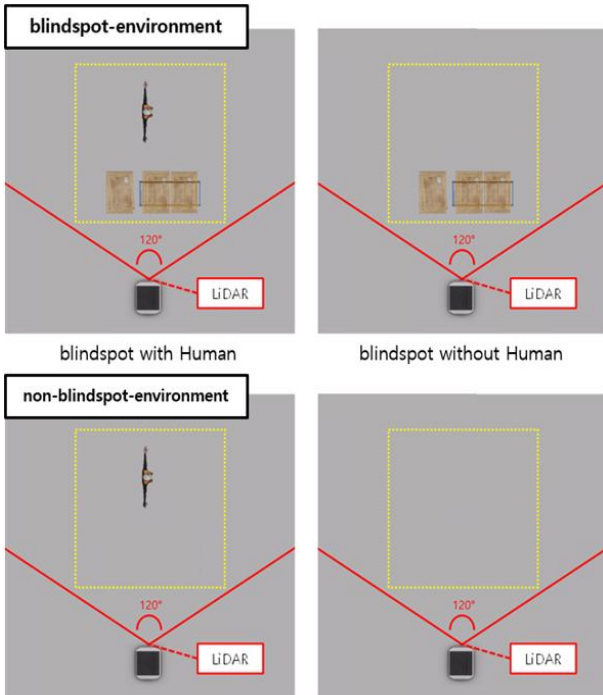 blindspot-environment
120°
LiDAR
120°
LiDAR
blindspot with Human
blindspot without Human
non-blindspot-environment
120°
LiDAR
120°
LiDAR